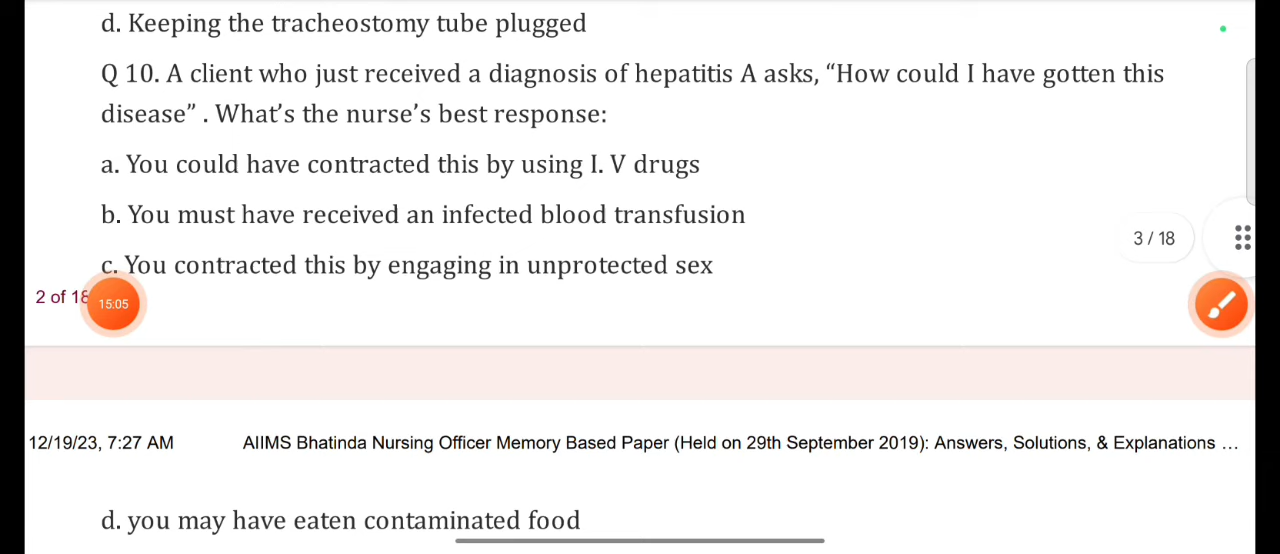 d. Keeping the tracheostomy tube plugged
Q 10. A client who just received a diagnosis of hepatitis A asks, “How could I have gotten this
disease” . What’s the nurse’s best response:
a. You could have contracted this by using I. V drugs
b. You must have received an infected blood transfusion
3 / 18
c. You contracted this by engaging in unprotected sex
2 of 18
15:05
12/19/23, 7:27 AM AIIMS Bhatinda Nursing Officer Memory Based Paper (Held on 29th September 2019): Answers, Solutions, & Explanations ...
d. you may have eaten contaminated food